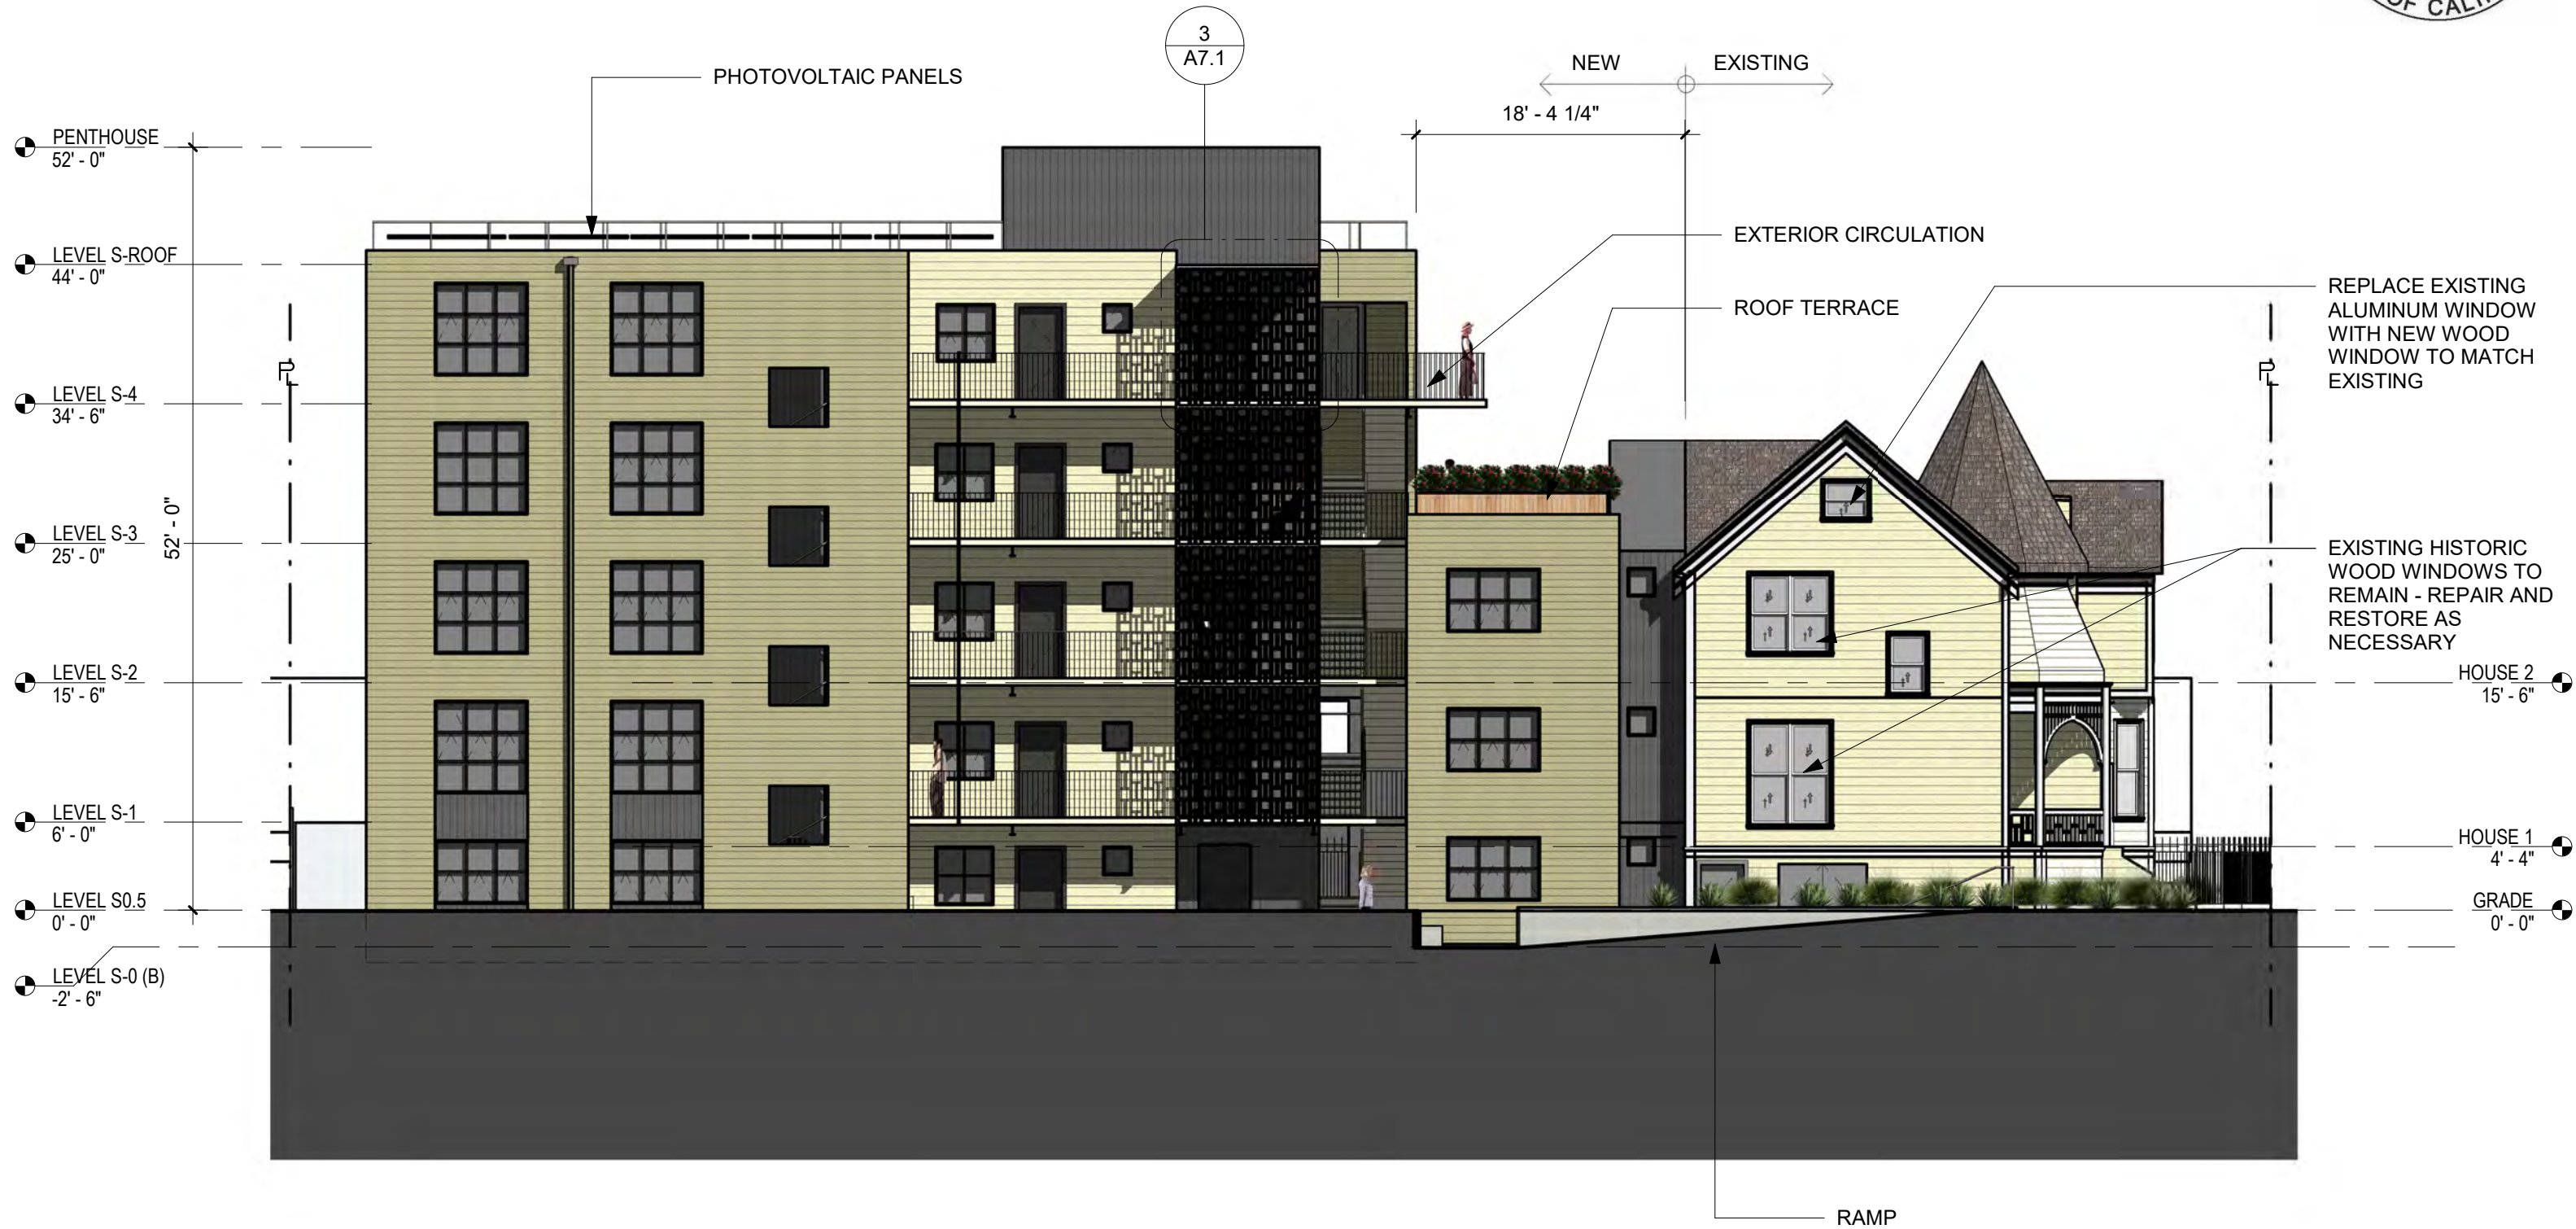 OF CALI
3
A7.1
PHOTOVOLTAIC PANELS
NEW
EXISTING
18' - 4 1/4"
PENTHOUSE
52' - 0"
LEVEL S-ROOF
44' - 0"
LEVEL S-4
34' - 6"
LEVEL S-3
25' - 0"
LEVEL S-2
15' - 6"
LEVEL S-1
6' - 0"
LEVEL S0.5
0' - 0"
LEVEL S-0 (B)
-2' - 6"
52' - 0"
PL
EXTERIOR CIRCULATION
ROOF TERRACE
REPLACE EXISTING
ALUMINUM WINDOW
WITH NEW WOOD
WINDOW TO MATCH
EXISTING
PL
EXISTING HISTORIC
WOOD WINDOWS TO
REMAIN - REPAIR AND
RESTORE AS
NECESSARY
HOUSE 2
15' - 6"
HOUSE 1
4' - 4"
GRADE
0' - 0"
RAMP